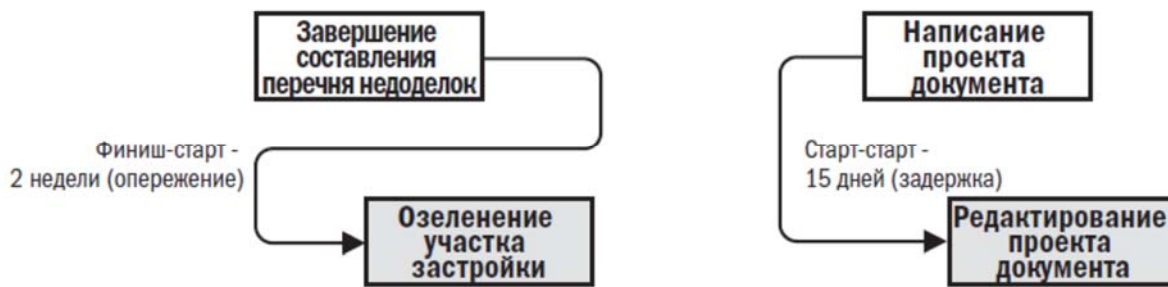 Завершение
составления
перечня недоделок
Финиш-старт -
2 недели (опережение)
Озеленение
участка
застройки
Написание
проекта
документа
Старт-старт -
15 дней (задержка)
Редактирование
проекта
документа